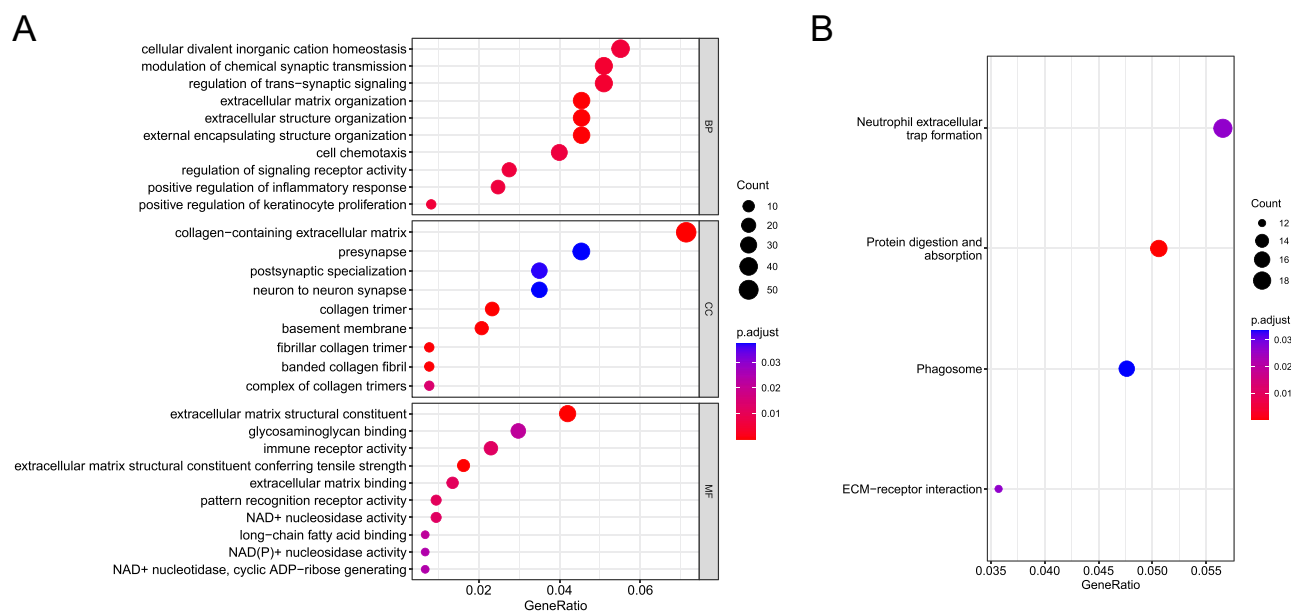 A
cellular divalent inorganic cation homeostasis
modulation of chemical synaptic transmission
regulation of trans−synaptic signaling
extracellular matrix organization
extracellular structure organization
external encapsulating structure organization
cell chemotaxis
regulation of signaling receptor activity
positive regulation of inflammatory response
positive regulation of keratinocyte proliferation
BP
collagen−containing extracellular matrix
presynapse
postsynaptic specialization
neuron to neuron synapse
collagen trimer
basement membrane
fibrillar collagen trimer
banded collagen fibril
complex of collagen trimers
CC
extracellular matrix structural constituent
glycosaminoglycan binding
immune receptor activity
extracellular matrix structural constituent conferring tensile strength
extracellular matrix binding
pattern recognition receptor activity
NAD+ nucleosidase activity
long−chain fatty acid binding
NAD(P)+ nucleosidase activity
NAD+ nucleotidase, cyclic ADP−ribose generating
MF
0.02 0.04 0.06
GeneRatio
Count
10
20
30
40
50
p.adjust
0.03
0.02
0.01
B
Neutrophil extracellular
trap formation
Protein digestion and
absorption
Phagosome
ECM−receptor interaction
0.035 0.040 0.045 0.050 0.055
GeneRatio
Count
12
14
16
18
p.adjust
0.03
0.02
0.01